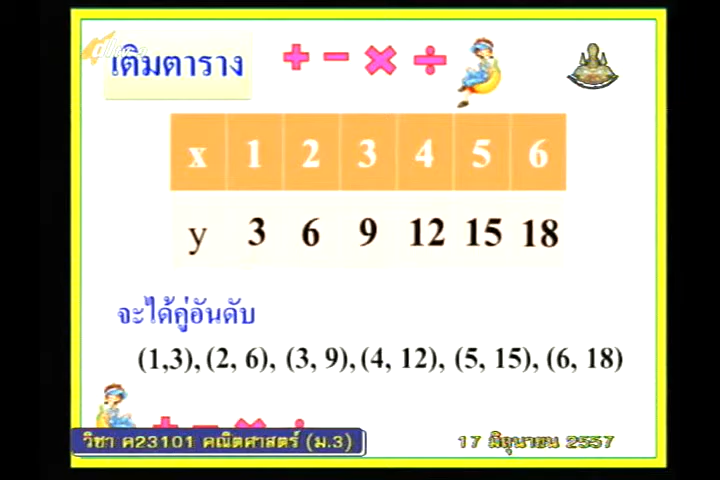 เติมตาราง + − × ÷
x 1 2 3 4 5 6
y 3 6 9 12 15 18
จะได้คู่อันดับ
(1,3), (2, 6), (3, 9), (4, 12), (5, 15), (6, 18)
วิชา ค23101 คณิตศาสตร์ (ม.3) 17 มิถุนายน 2557